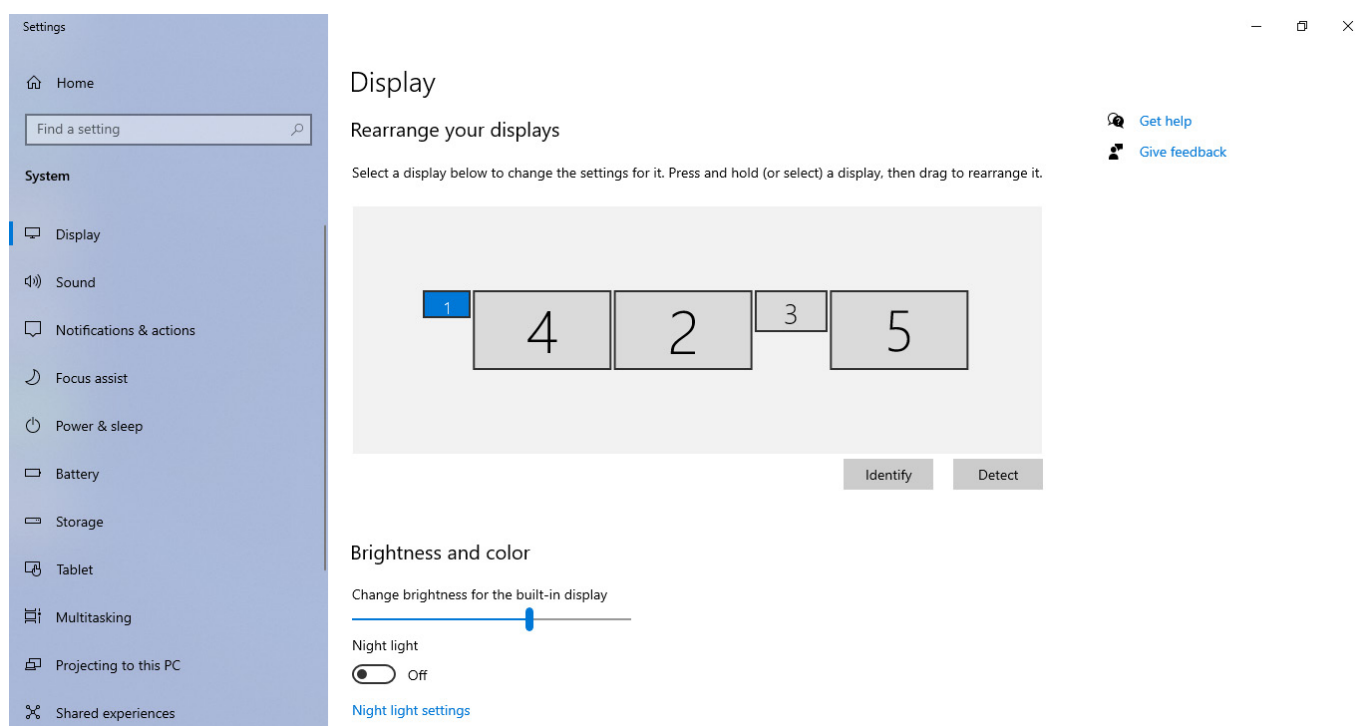 Settings
Home
Find a setting
System
Display
Sound
Notifications & actions
Focus assist
Power & sleep
Battery
Storage
Tablet
Multitasking
Projecting to this PC
Shared experiences
Display
Rearrange your displays
Select a display below to change the settings for it. Press and hold (or select) a display, then drag to rearrange it.
1
4
2
3
5
Identify
Detect
Brightness and color
Change brightness for the built-in display
Night light
Off
Night light settings
Get help
Give feedback